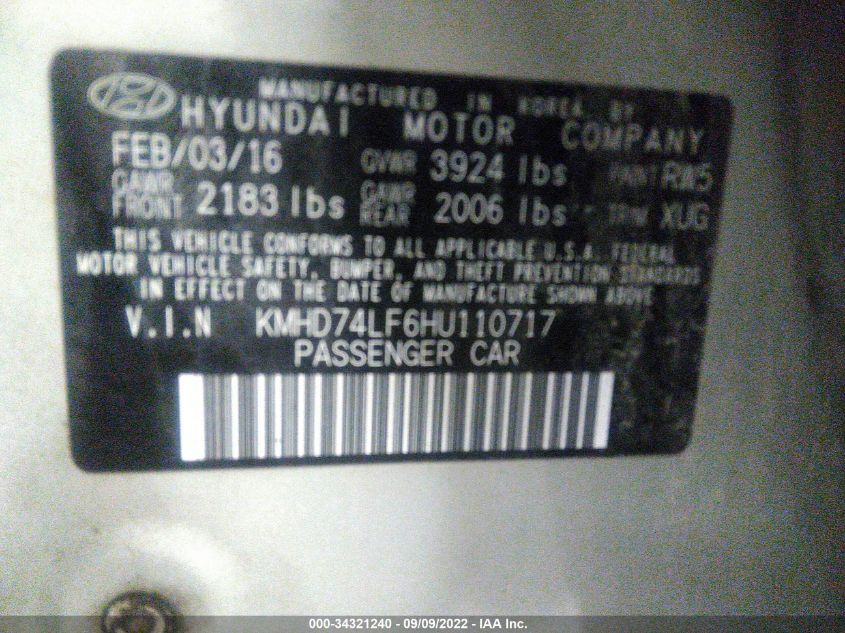 MANUFACTURED IN KOREA BY
HYUNDAI MOTOR COMPANY
FEB/03/16 GVWR 3924 lbs PAINT RW5
GAWR FRONT 2183 lbs GAWR REAR 2006 lbs TRIM XUG
THIS VEHICLE CONFORMS TO ALL APPLICABLE U.S.A. FEDERAL
MOTOR VEHICLE SAFETY, BUMPER, AND THEFT PREVENTION STANDARDS
IN EFFECT ON THE DATE OF MANUFACTURE SHOWN ABOVE
V.I.N KMHD74LF6HU110717
PASSENGER CAR
000-34321240 - 09/09/2022 - IAA Inc.